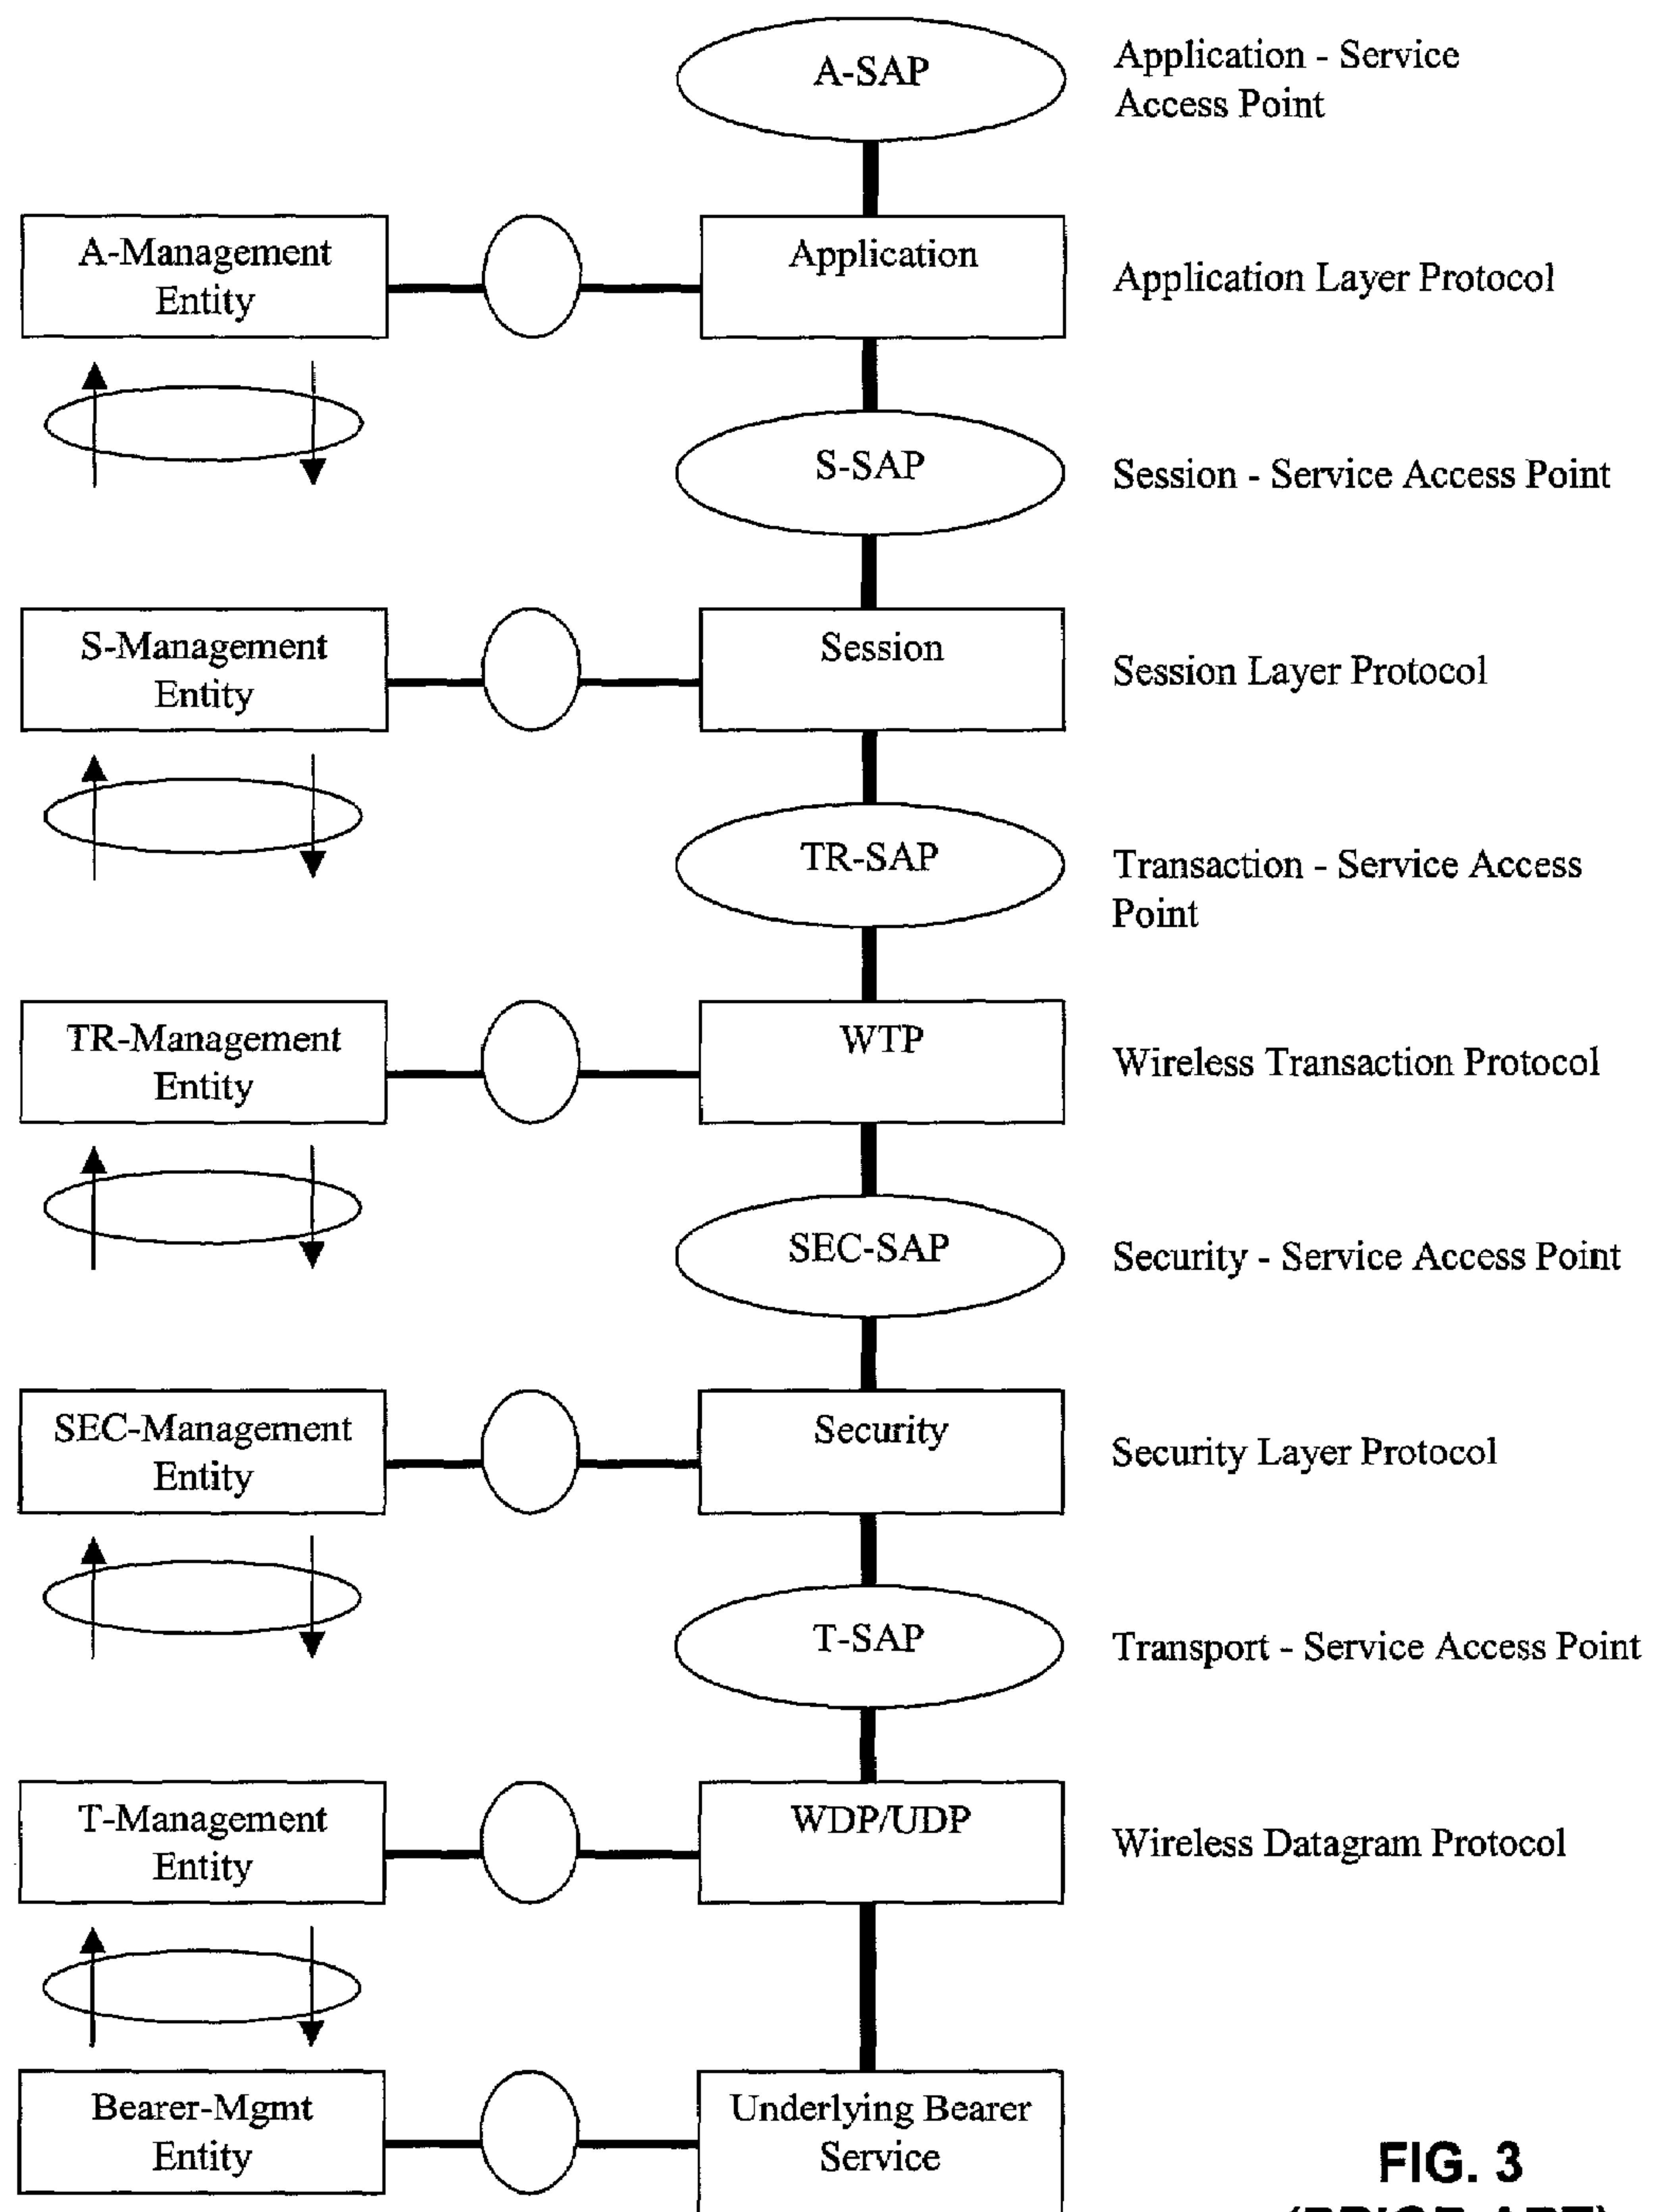 A-SAP
Application - Service
Access Point
A-Management
Entity
Application
Application Layer Protocol
S-SAP
Session - Service Access Point
S-Management
Entity
Session
Session Layer Protocol
TR-SAP
Transaction - Service Access
Point
TR-Management
Entity
WTP
Wireless Transaction Protocol
SEC-SAP
Security - Service Access Point
SEC-Management
Entity
Security
Security Layer Protocol
T-SAP
Transport - Service Access Point
T-Management
Entity
WDP/UDP
Wireless Datagram Protocol
Bearer-Mgmt
Entity
Underlying Bearer
Service
FIG. 3
(PRIOR ART)